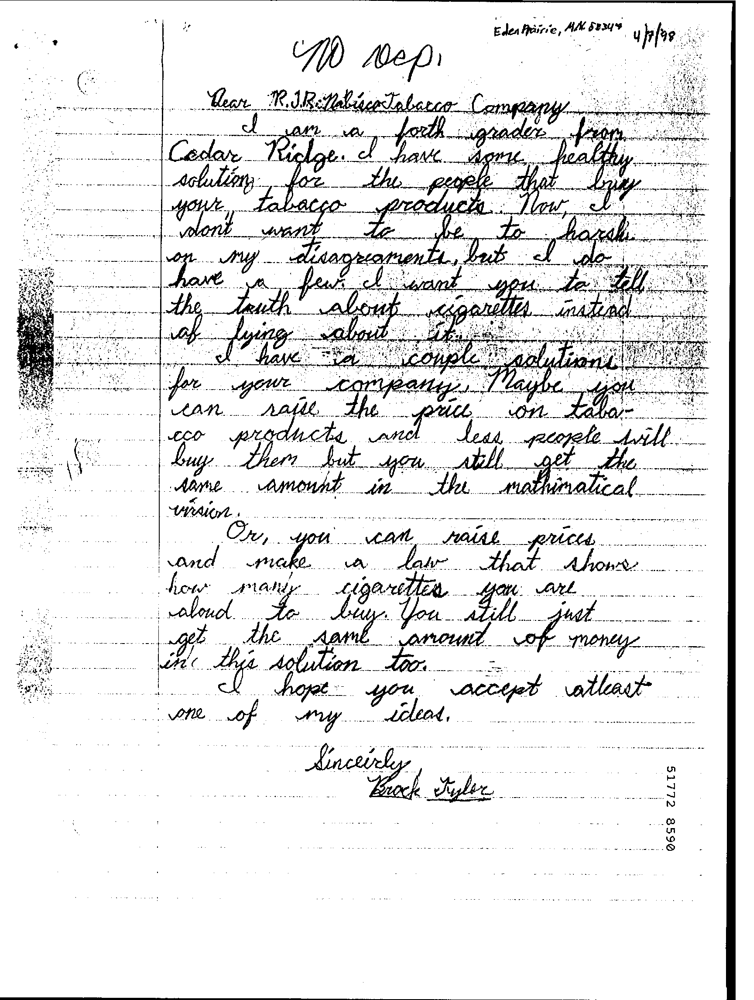 Eden Prairie, MN 55347 4/7/98
NO Rep.
Dear R.J.R. Nabisco Tabacco Company
I am a forth grader from
Cedar Ridge. I have some healthy
solutions for the people that buy
your tabacco products. Now, I
don't want to be to harsh
on my disagreaments, but I do
have a few. I want you to tell
the truth about cigarettes instead
of lying about it.
I have a couple solutions
for your company. Maybe you
can raise the price on taba-
cco products and less people will
buy them but you still get the
same amount in the mathimatical
virsion.
Or, you can raise prices
and make a law that shows
how many cigarettes you are
aloud to buy. You still just
get the same amount of money
in this solution too.
I hope you accept atleast
one of my ideas.
Sinceirly,
Brock Tyler
51772 8590